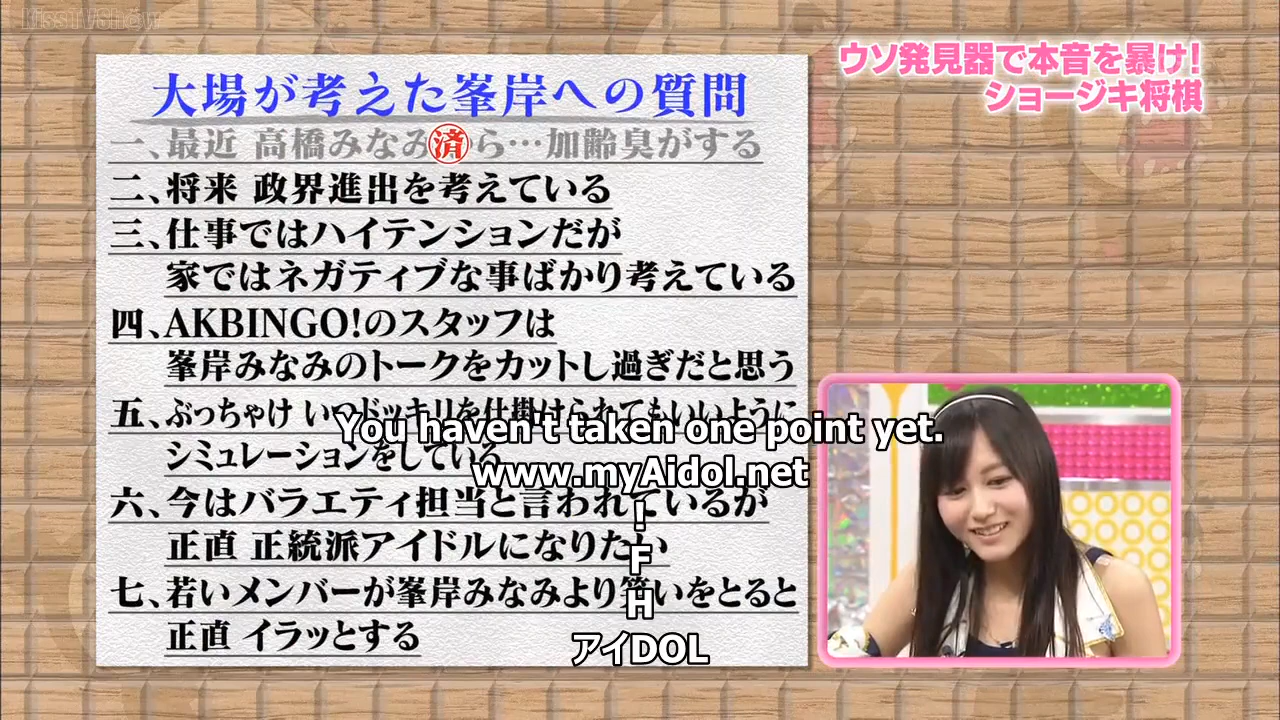 KissTVShow
ウソ発見器で本音を暴け!
ショージキ将棋
大場が考えた峯岸への質問
一、最近 高橋みなみ済ら…加齢臭がする
二、将来 政界進出を考えている
三、仕事ではハイテンションだが
家ではネガティブな事ばかり考えている
四、AKBINGO!のスタッフは
峯岸みなみのトークをカットし過ぎだと思う
五、ぶっちゃけ いつドッキリを仕掛けられてもいいように
シミュレーションをしている
六、今はバラエティ担当と言われているが
正直 正統派アイドルになりたい
七、若いメンバーが峯岸みなみより笑いをとると
正直 イラッとする
You haven't taken one point yet.
www.myAidol.net
!
F
H
アイDOL